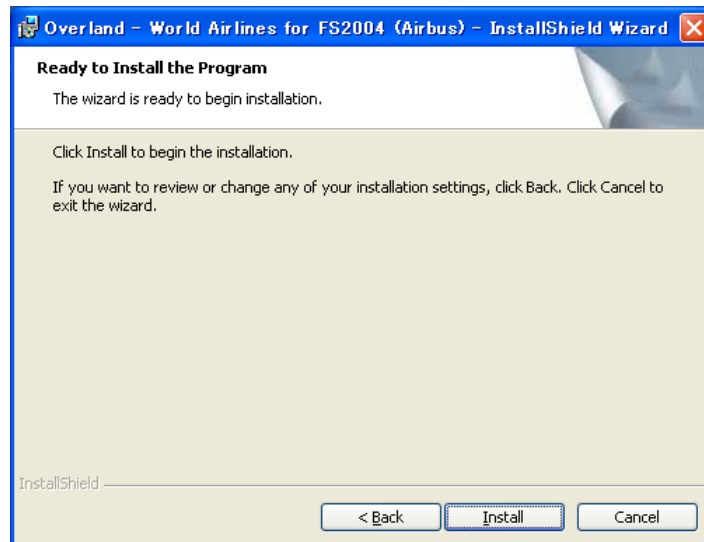 Overland - World Airlines for FS2004 (Airbus) - InstallShield Wizard
Ready to Install the Program
The wizard is ready to begin installation.
Click Install to begin the installation.
If you want to review or change any of your installation settings, click Back. Click Cancel to
exit the wizard.
InstallShield
< Back Install Cancel